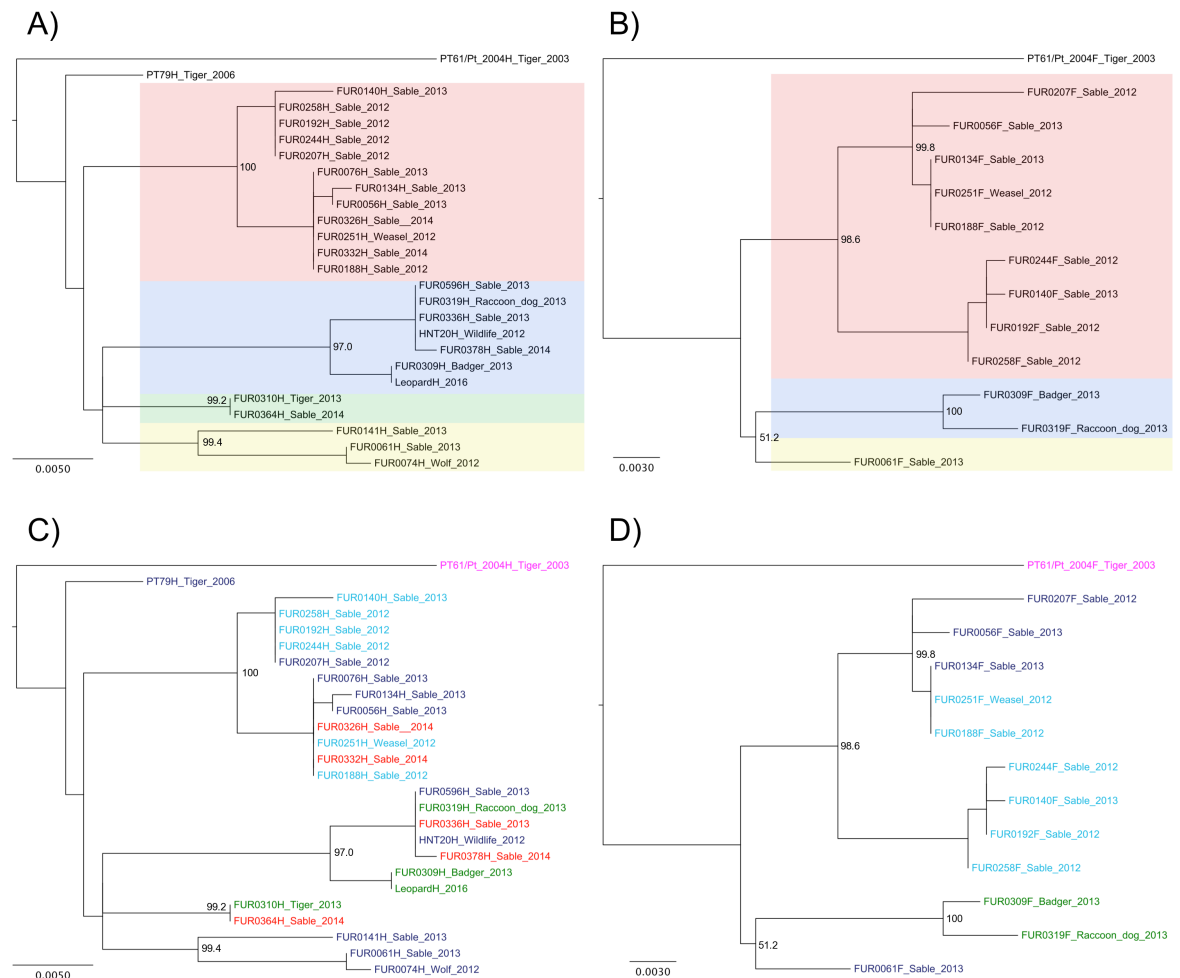 A)
PT61/Pt_2004H_Tiger_2003
PT79H_Tiger_2006
FUR0140H_Sable_2013
FUR0258H_Sable_2012
FUR0192H_Sable_2012
FUR0244H_Sable_2012
FUR0207H_Sable_2012
100
FUR0076H_Sable_2013
FUR0134H_Sable_2013
FUR0056H_Sable_2013
FUR0326H_Sable__2014
FUR0251H_Weasel_2012
FUR0332H_Sable_2014
FUR0188H_Sable_2012
FUR0596H_Sable_2013
FUR0319H_Raccoon_dog_2013
FUR0336H_Sable_2013
HNT20H_Wildlife_2012
97.0
FUR0378H_Sable_2014
FUR0309H_Badger_2013
LeopardH_2016
99.2
FUR0310H_Tiger_2013
FUR0364H_Sable_2014
FUR0141H_Sable_2013
99.4
FUR0061H_Sable_2013
FUR0074H_Wolf_2012
0.0050
B)
PT61/Pt_2004F_Tiger_2003
FUR0207F_Sable_2012
FUR0056F_Sable_2013
99.8
FUR0134F_Sable_2013
FUR0251F_Weasel_2012
FUR0188F_Sable_2012
98.6
FUR0244F_Sable_2012
FUR0140F_Sable_2013
FUR0192F_Sable_2012
FUR0258F_Sable_2012
FUR0309F_Badger_2013
100
FUR0319F_Raccoon_dog_2013
51.2
FUR0061F_Sable_2013
0.0030
C)
PT61/Pt_2004H_Tiger_2003
PT79H_Tiger_2006
FUR0140H_Sable_2013
FUR0258H_Sable_2012
FUR0192H_Sable_2012
FUR0244H_Sable_2012
FUR0207H_Sable_2012
100
FUR0076H_Sable_2013
FUR0134H_Sable_2013
FUR0056H_Sable_2013
FUR0326H_Sable__2014
FUR0251H_Weasel_2012
FUR0332H_Sable_2014
FUR0188H_Sable_2012
FUR0596H_Sable_2013
FUR0319H_Raccoon_dog_2013
FUR0336H_Sable_2013
HNT20H_Wildlife_2012
97.0
FUR0378H_Sable_2014
FUR0309H_Badger_2013
LeopardH_2016
99.2
FUR0310H_Tiger_2013
FUR0364H_Sable_2014
FUR0141H_Sable_2013
99.4
FUR0061H_Sable_2013
FUR0074H_Wolf_2012
0.0050
D)
PT61/Pt_2004F_Tiger_2003
FUR0207F_Sable_2012
FUR0056F_Sable_2013
99.8
FUR0134F_Sable_2013
FUR0251F_Weasel_2012
FUR0188F_Sable_2012
98.6
FUR0244F_Sable_2012
FUR0140F_Sable_2013
FUR0192F_Sable_2012
FUR0258F_Sable_2012
FUR0309F_Badger_2013
100
FUR0319F_Raccoon_dog_2013
51.2
FUR0061F_Sable_2013
0.0030